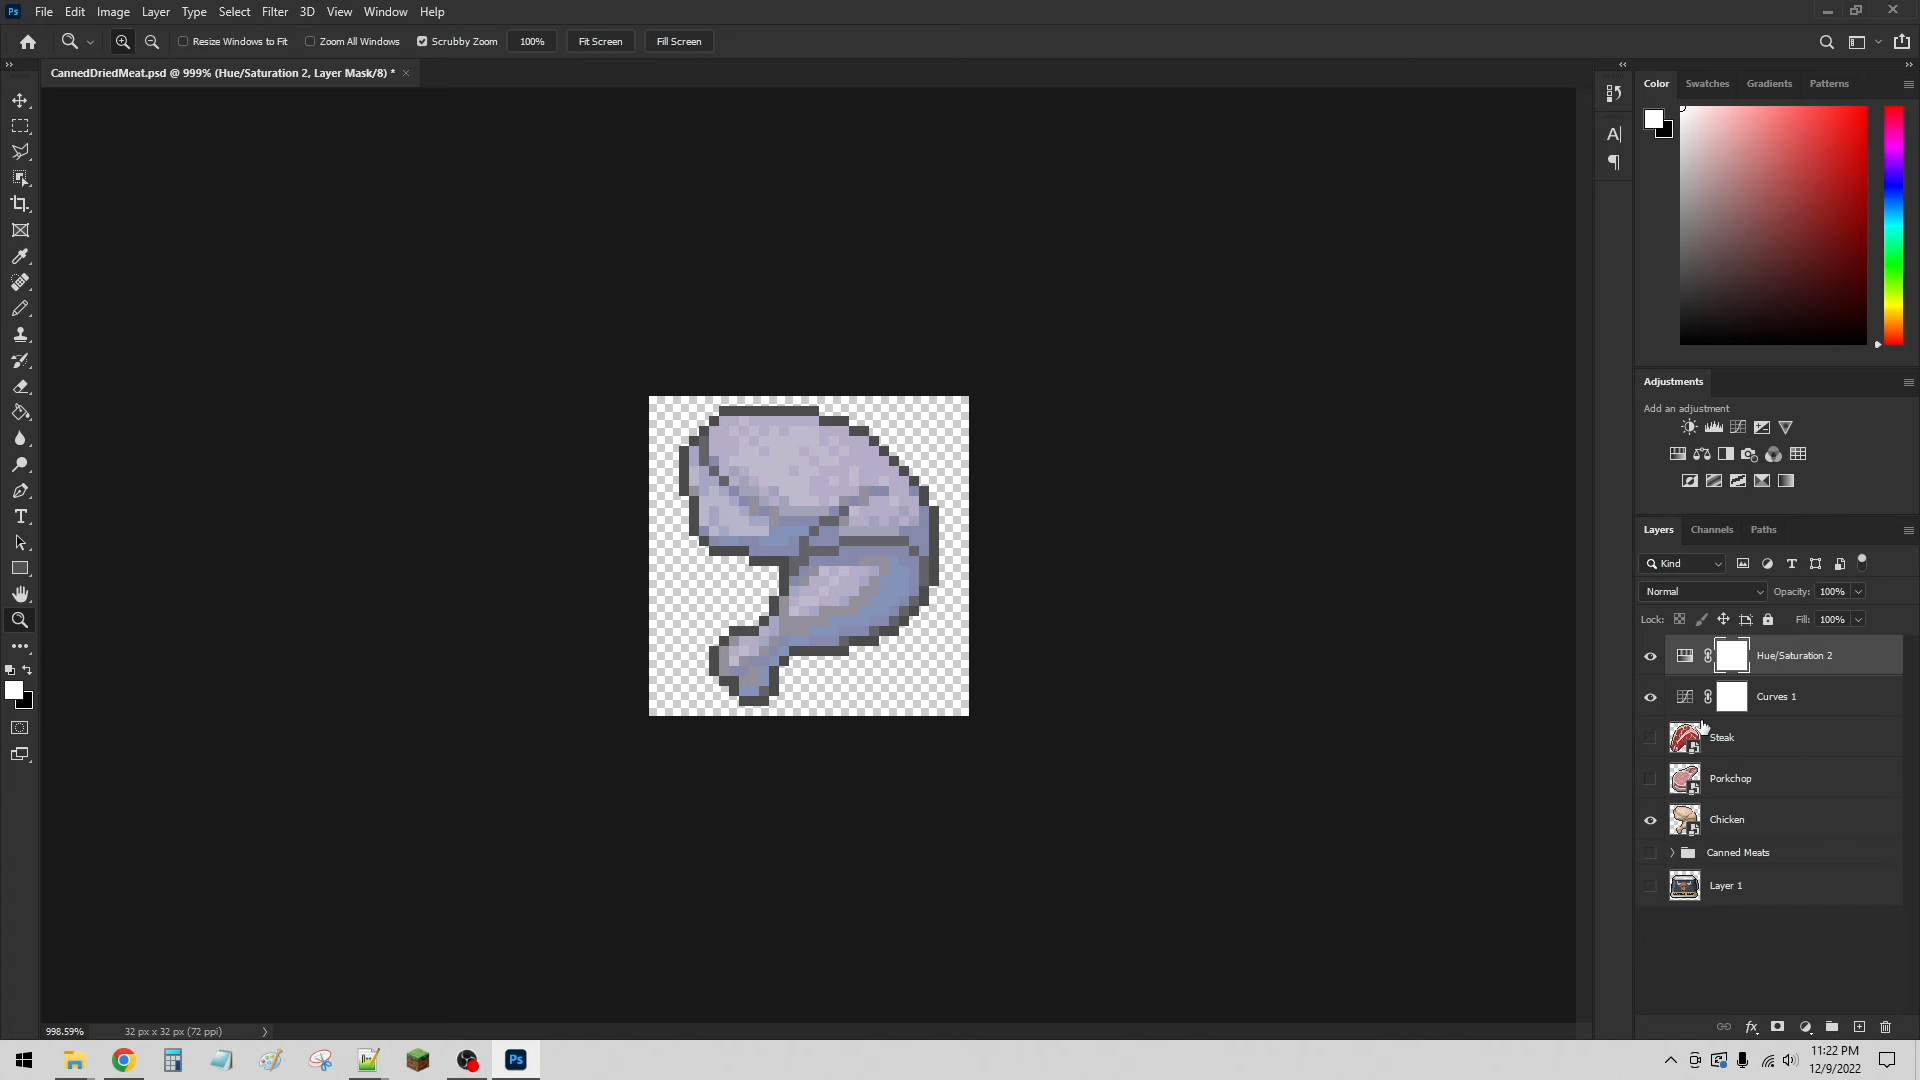 Ps File Edit Image Layer Type Select Filter 3D View Window Help
Resize Windows to Fit Zoom All Windows Scrubby Zoom 100% Fit Screen Fill Screen
CannedDriedMeat.psd @ 999% (Hue/Saturation 2, Layer Mask/8) * ×
Color Swatches Gradients Patterns
Adjustments
Add an adjustment
Layers Channels Paths
Kind
Normal Opacity: 100%
Lock: Fill: 100%
Hue/Saturation 2
Curves 1
Steak
Porkchop
Chicken
Canned Meats
Layer 1
998.59% 32 px x 32 px (72 ppi)
fx
Ps
11:22 PM
12/9/2022